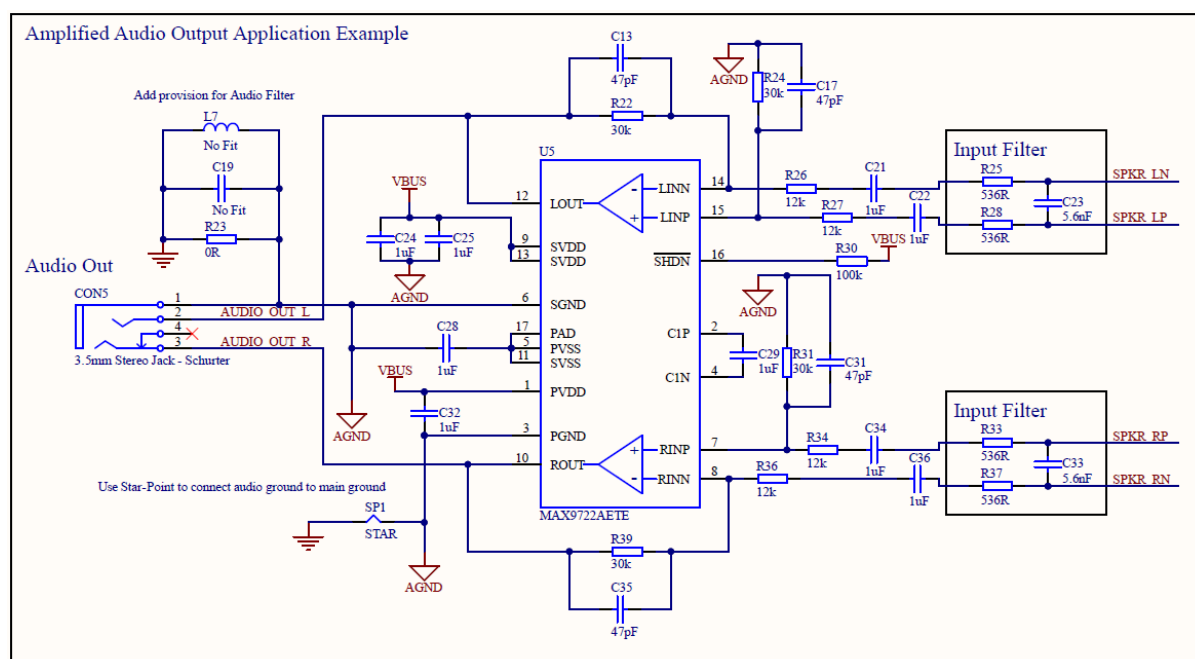 Amplified Audio Output Application Example
C13
47pF
R22
30k
AGND
R24
30k
C17
47pF
Add provision for Audio Filter
L7
No Fit
C19
No Fit
R23
0R
Input Filter
R25
536R
R28
536R
C23
5.6nF
SPKR_LN
SPKR_LP
R26
12k
C21
1uF
R27
12k
C22
1uF
R30
100k
VBUS
U5
LOUT
SVDD
SVDD
SGND
PAD
PVSS
SVSS
PVDD
PGND
ROUT
LINN
LINP
SHDN
C1P
C1N
RINP
RINN
12
9
13
6
17
5
11
1
3
10
14
15
16
2
4
7
8
MAX9722AETE
VBUS
C24
1uF
C25
1uF
AGND
Audio Out
CON5
1
2
4
3
AUDIO_OUT_L
AUDIO_OUT_R
3.5mm Stereo Jack - Schurter
C28
1uF
VBUS
C32
1uF
AGND
AGND
C29
1uF
R31
30k
C31
47pF
Input Filter
R33
536R
R37
536R
C33
5.6nF
SPKR_RP
SPKR_RN
R34
12k
C34
1uF
R36
12k
C36
1uF
Use Star-Point to connect audio ground to main ground
SP1
STAR
AGND
R39
30k
C35
47pF